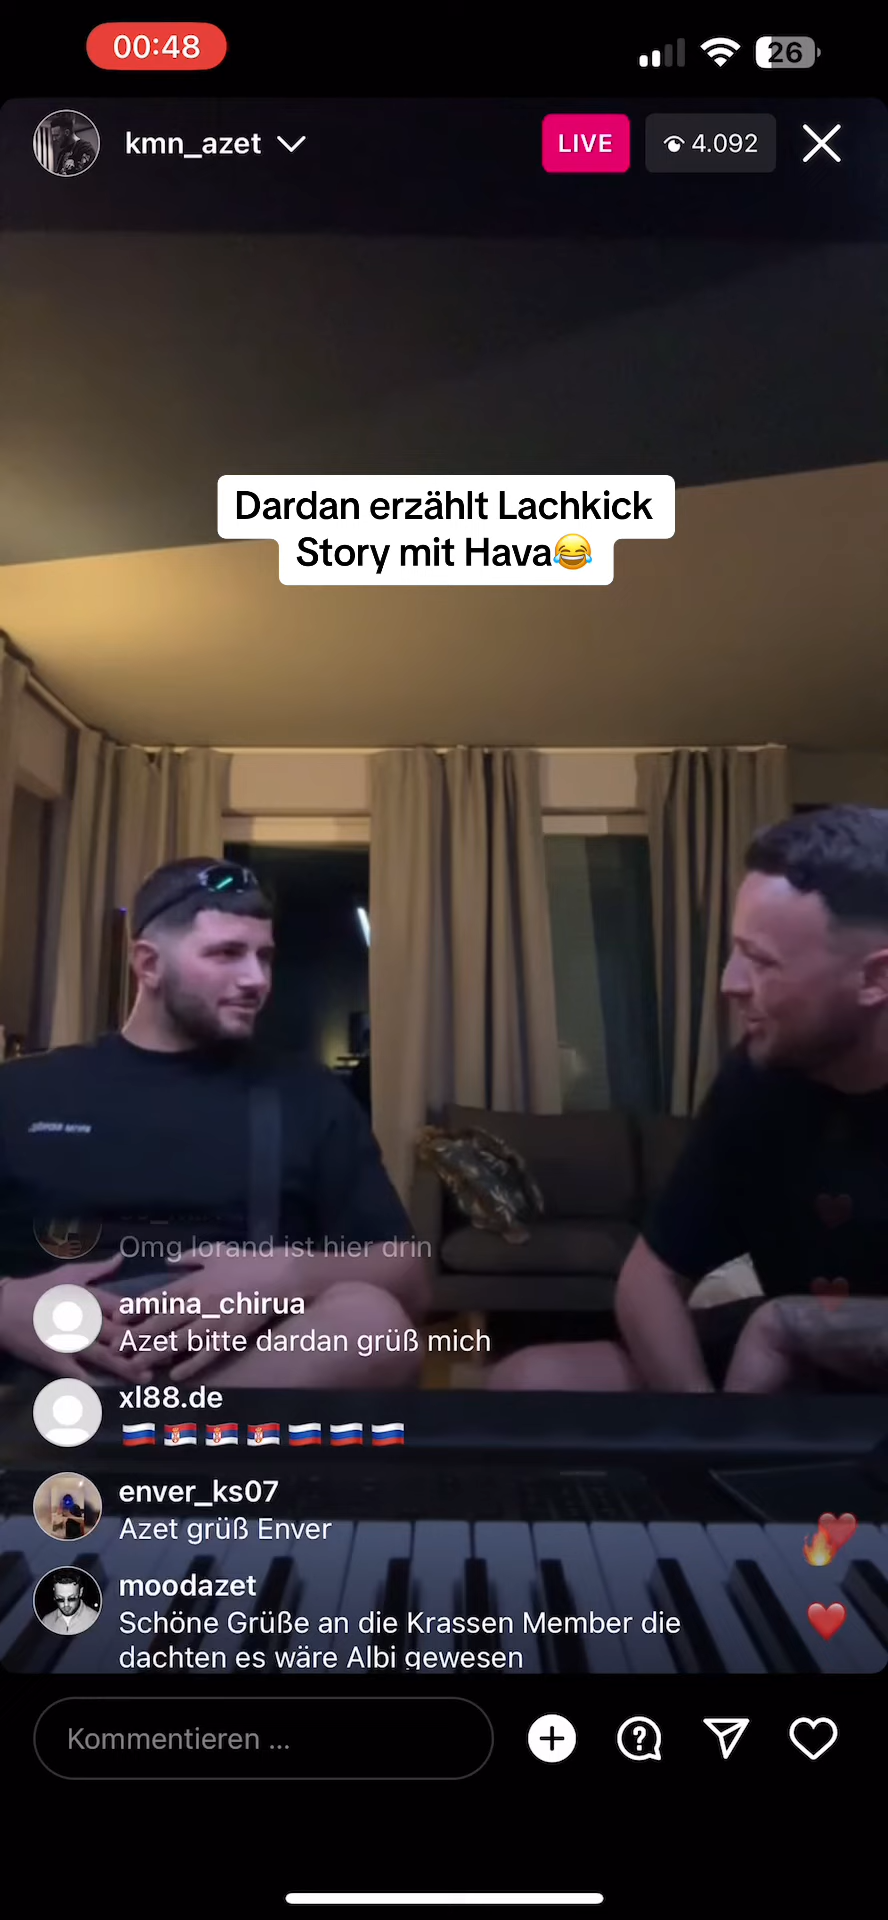 00:48
26
kmn_azet
LIVE
4.092
Dardan erzählt Lachkick
Story mit Hava😂
Omg lorand ist hier drin
amina_chirua
Azet bitte dardan grüß mich
xl88.de
🇷🇺 🇷🇸 🇷🇸 🇷🇸 🇷🇺 🇷🇺 🇷🇺
enver_ks07
Azet grüß Enver
moodazet
Schöne Grüße an die Krassen Member die
dachten es wäre Albi gewesen
Kommentieren ...